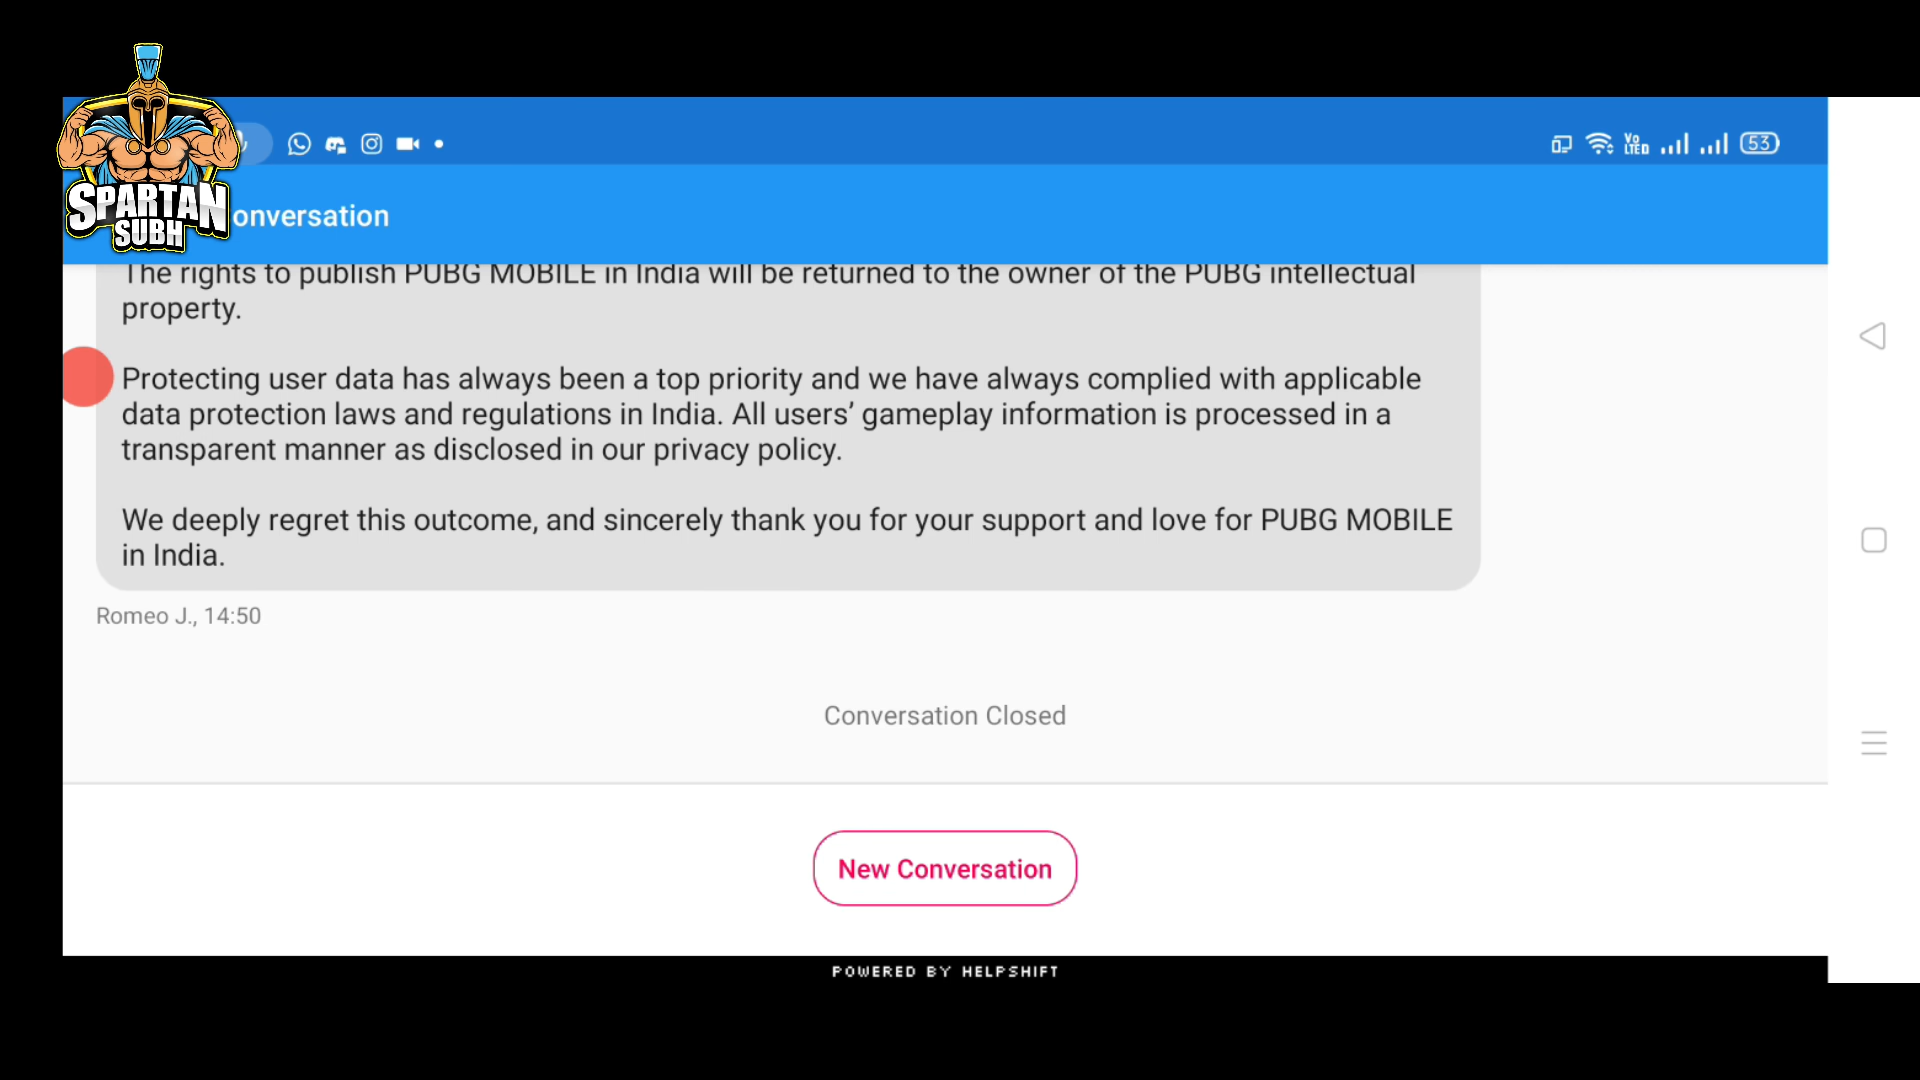 SPARTAN
SUBH
Vo
LTED
53
onversation
The rights to publish PUBG MOBILE in India will be returned to the owner of the PUBG intellectual
property.
Protecting user data has always been a top priority and we have always complied with applicable
data protection laws and regulations in India. All users’ gameplay information is processed in a
transparent manner as disclosed in our privacy policy.
We deeply regret this outcome, and sincerely thank you for your support and love for PUBG MOBILE
in India.
Romeo J., 14:50
Conversation Closed
New Conversation
POWERED BY HELPSHIFT